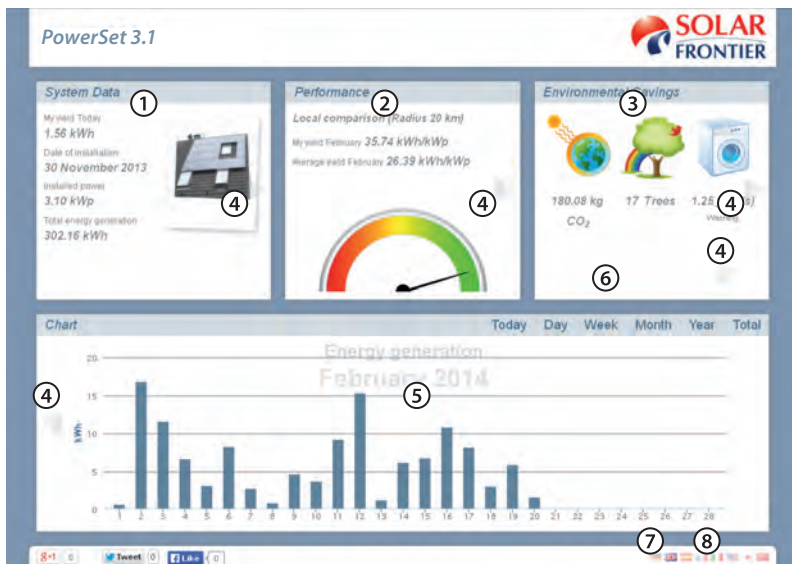 PowerSet 3.1
SOLAR
FRONTIER
System Data
1
My yield Today
1.56 kWh
Date of installation
30 November 2013
Installed power
3.10 kWp
Total energy generation
302.16 kWh
4
Performance
2
Local comparison (Radius 20 km)
My yield February 35.74 kWh/kWp
Average yield February 26.39 kWh/kWp
4
Environmental Savings
3
180.08 kg
CO2
17 Trees
1.25
4
Washing
4
6
Chart
Today Day Week Month Year Total
Energy generation
February 2014
4
5
kWh
20
15
10
5
0
1 2 3 4 5 6 7 8 9 10 11 12 13 14 15 16 17 18 19 20 21 22 23 24 25 26 27 28
7
8
g+1 0
Tweet 0
f Like 0